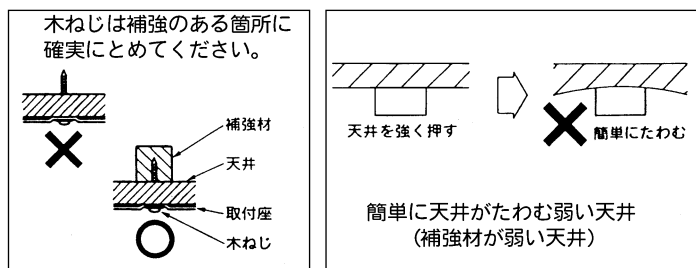 木ねじは補強のある箇所に
確実にとめてください。
補強材
天井
取付座
木ねじ
天井を強く押す
簡単にたわむ
簡単に天井がたわむ弱い天井
(補強材が弱い天井)